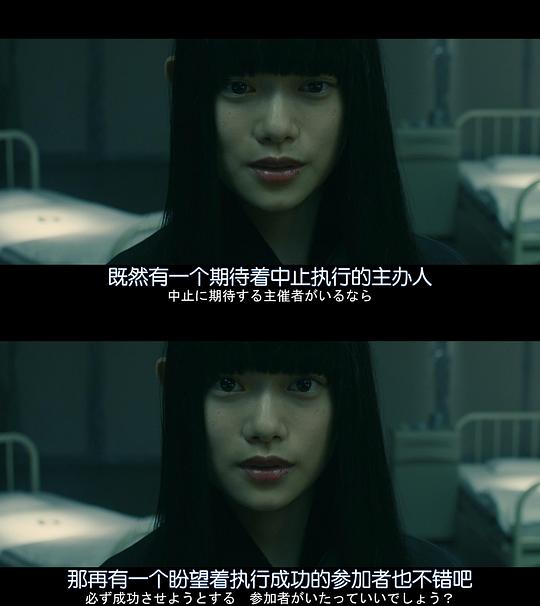 既然有一个期待着中止执行的主办人
中止に期待する主催者がいるなら
那再有一个盼望着执行成功的参加者也不错吧
必ず成功させようとする　参加者がいたっていいでしょう？